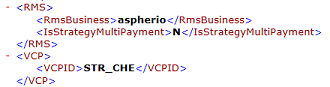 - <RMS>
<RmsBusiness>aspherio</RmsBusiness>
<IsStrategyMultiPayment>N</IsStrategyMultiPayment>
</RMS>
- <VCP>
<VCPID>STR_CHE</VCPID>
</VCP>